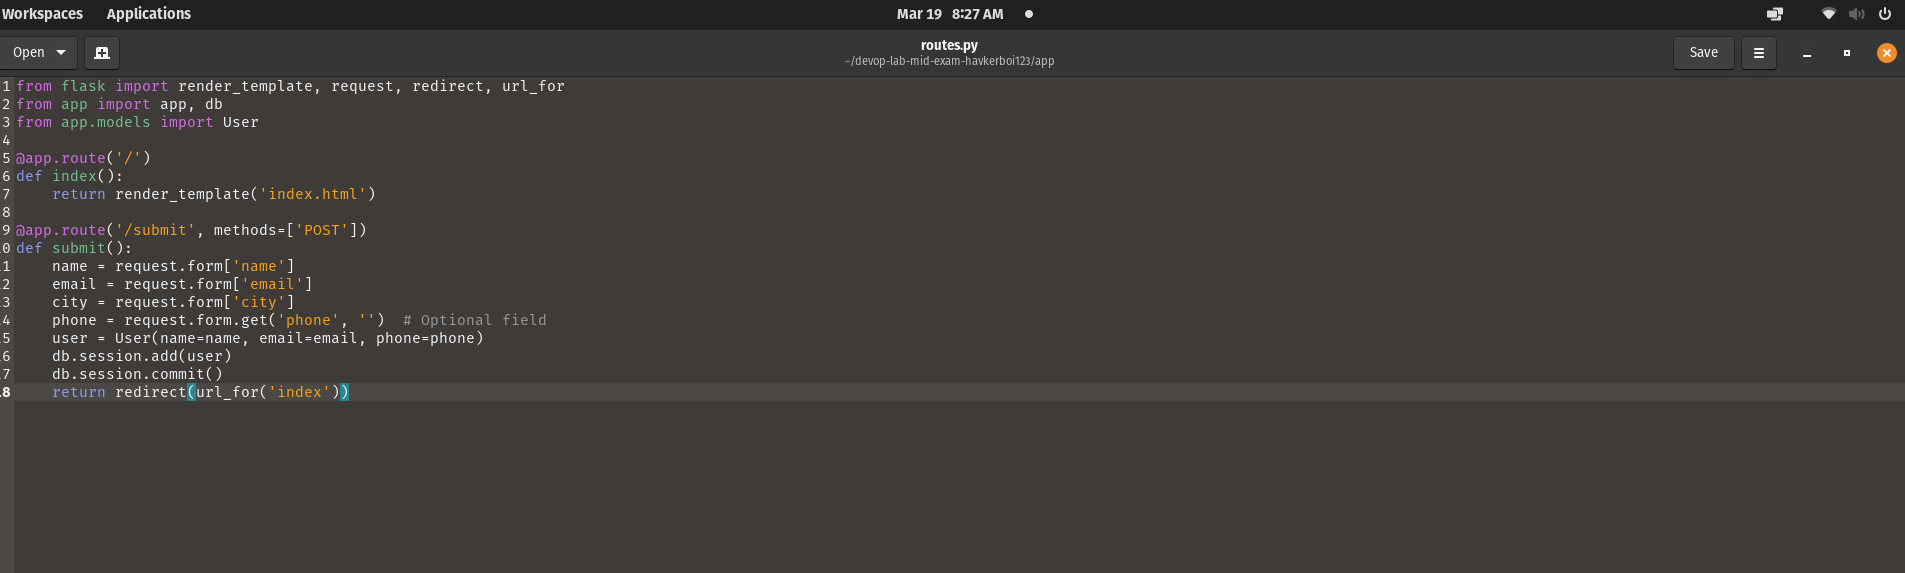 Workspaces Applications Mar 19 8:27 AM
Open routes.py Save
~/devop-lab-mid-exam-havkerboi123/app
1 from flask import render_template, request, redirect, url_for
2 from app import app, db
3 from app.models import User
4
5 @app.route('/')
6 def index():
7     return render_template('index.html')
8
9 @app.route('/submit', methods=['POST'])
0 def submit():
1     name = request.form['name']
2     email = request.form['email']
3     city = request.form['city']
4     phone = request.form.get('phone', '')  # Optional field
5     user = User(name=name, email=email, phone=phone)
6     db.session.add(user)
7     db.session.commit()
8     return redirect(url_for('index'))